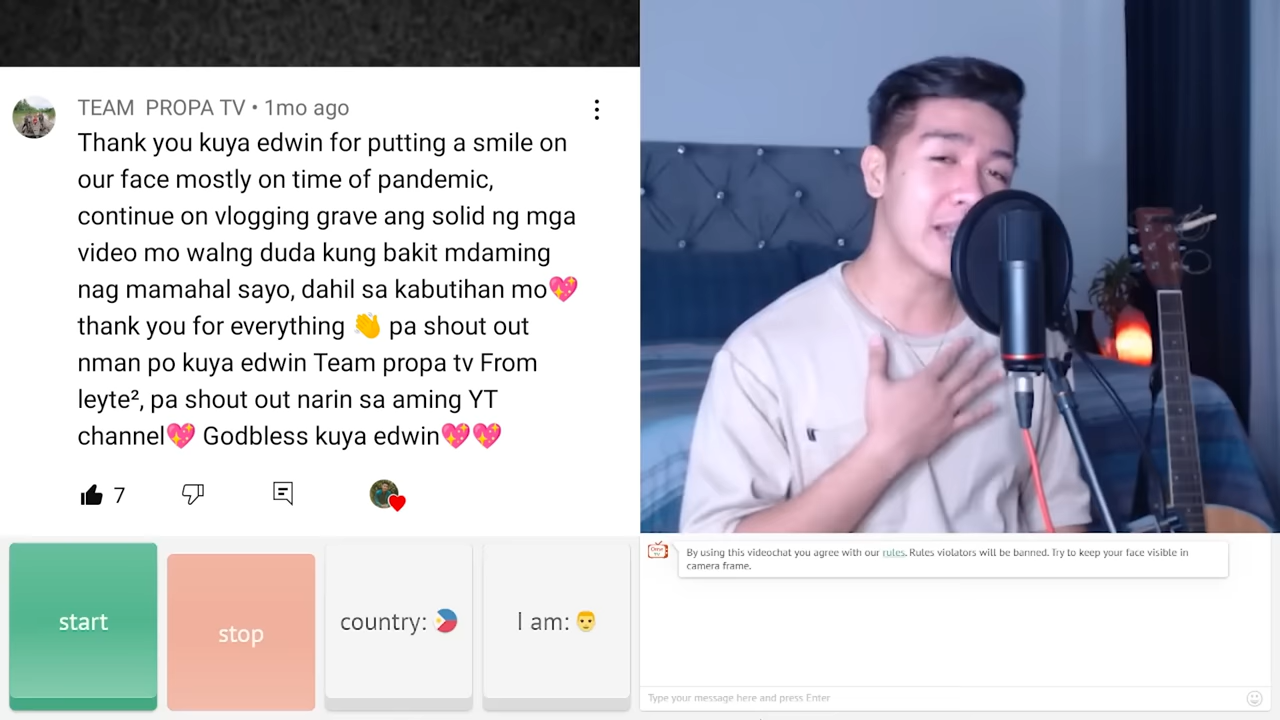 TEAM PROPA TV • 1mo ago
Thank you kuya edwin for putting a smile on
our face mostly on time of pandemic,
continue on vlogging grave ang solid ng mga
video mo walng duda kung bakit mdaming
nag mamahal sayo, dahil sa kabutihan mo💖
thank you for everything 👏 pa shout out
nman po kuya edwin Team propa tv From
leyte², pa shout out narin sa aming YT
channel💖 Godbless kuya edwin💖💖
7
start
stop
country: 🇵🇭
I am: 👨
By using this videochat you agree with our rules. Rules violators will be banned. Try to keep your face visible in
camera frame.
Type your message here and press Enter